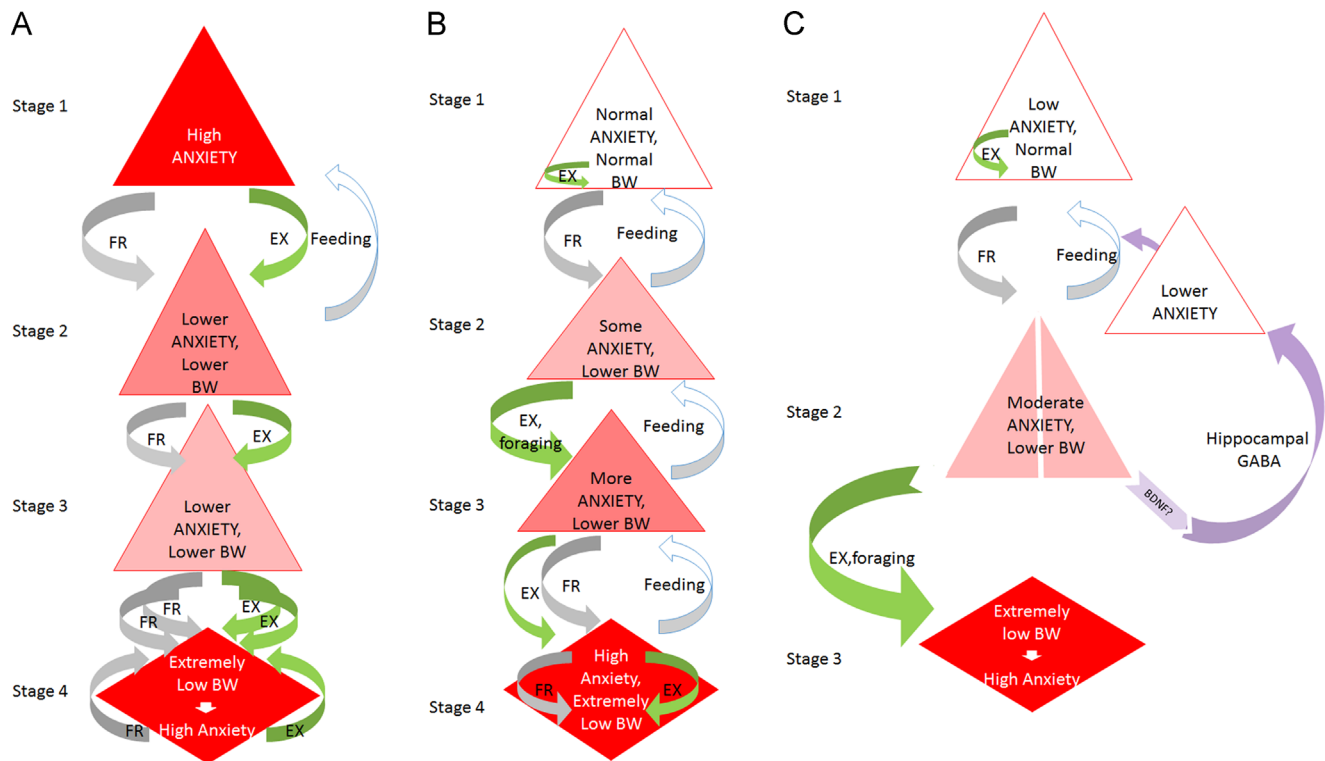 A
Stage 1
High
ANXIETY
FR
EX
Feeding
Stage 2
Lower
ANXIETY,
Lower
BW
FR
EX
Stage 3
Lower
ANXIETY,
Lower BW
FR
EX
FR
EX
Stage 4
Extremely
Low BW
High Anxiety
FR
EX
B
Stage 1
Normal
ANXIETY,
Normal
BW
EX
FR
Feeding
Stage 2
Some
ANXIETY,
Lower BW
EX,
foraging
Feeding
Stage 3
More
ANXIETY,
Lower BW
EX
FR
Feeding
Stage 4
High
Anxiety,
Extremely
Low BW
FR
EX
C
Stage 1
Low
ANXIETY,
Normal
BW
EX
FR
Feeding
Lower
ANXIETY
Stage 2
Moderate
ANXIETY,
Lower BW
Hippocampal
GABA
BDNF?
EX,foraging
Stage 3
Extremely
low BW
High Anxiety